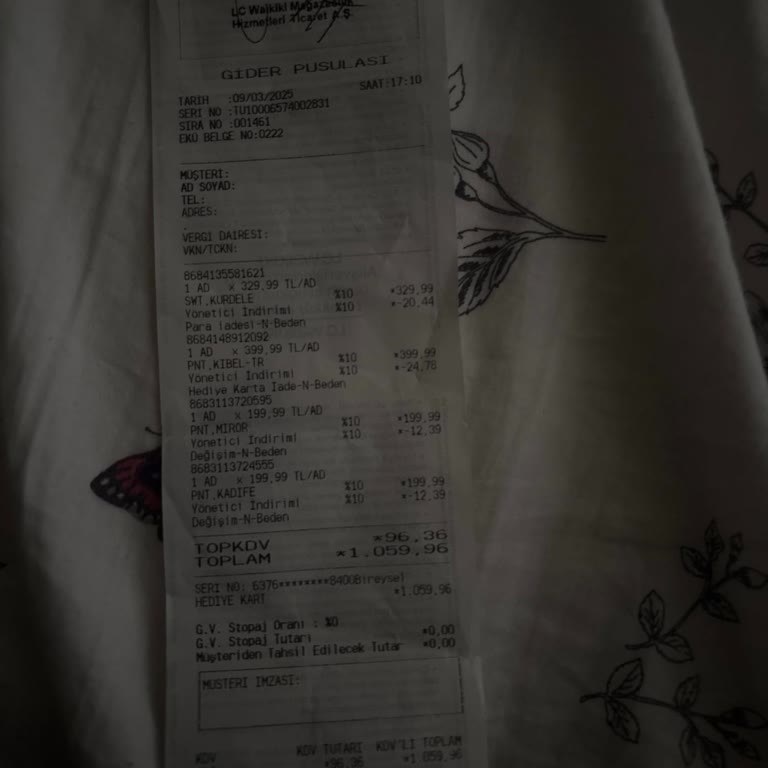 LC Waikiki Mağazacılık
Hizmetleri Ticaret A.Ş
GİDER PUSULASI
TARIH :09/03/2025 SAAT:17:10
SERI NO :TU10006574002831
SIRA NO :001461
EKÜ BELGE NO:0222
MÜŞTERI:
AD SOYAD:
TEL:
ADRES:
VERGI DAIRESI:
VKN/TCKN:
8684135581621
1 AD x 329,99 TL/AD
SWT,KURDELE %10 *329,99
Yönetici İndirimi %10 *-20,44
Para İadesi-N-Beden
8684148912092
1 AD x 399,99 TL/AD
PNT,KIBEL-TR %10 *399,99
Yönetici İndirimi %10 *-24,78
Hediye Karta İade-N-Beden
8683113720595
1 AD x 199,99 TL/AD
PNT,MIROR %10 *199,99
Yönetici İndirimi %10 *-12,39
Değişim-N-Beden
8683113724555
1 AD x 199,99 TL/AD
PNT,KADIFE %10 *199,99
Yönetici İndirimi %10 *-12,39
Değişim-N-Beden
TOPKDV *96,36
TOPLAM *1.059,96
SERI NO: 6376********8400Bireysel
HEDİYE KART *1.059,96
G.V. Stopaj Oranı : %0
G.V. Stopaj Tutarı *0,00
Müşteriden Tahsil Edilecek Tutar *0,00
MÜSTERI IMZASI:
KDV KDV TUTARI KDV'Lİ TOPLAM
*96,36 *1.059,96